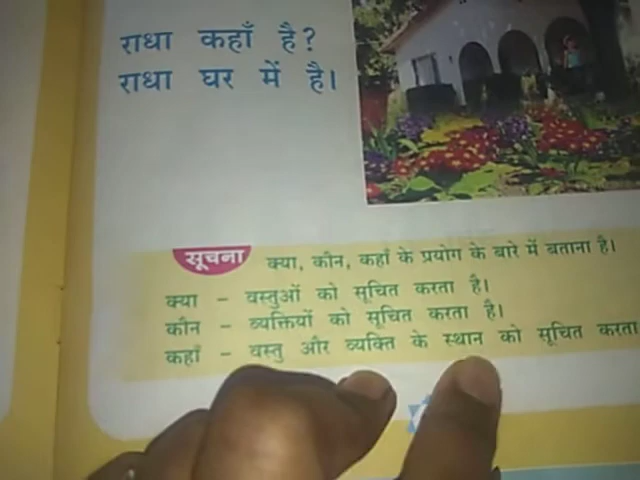 राधा कहाँ है?
राधा घर में है।
सूचना क्या, कौन, कहाँ के प्रयोग के बारे में बताना है।
क्या – वस्तुओं को सूचित करता है।
कौन – व्यक्तियों को सूचित करता है।
कहाँ – वस्तु और व्यक्ति के स्थान को सूचित करता